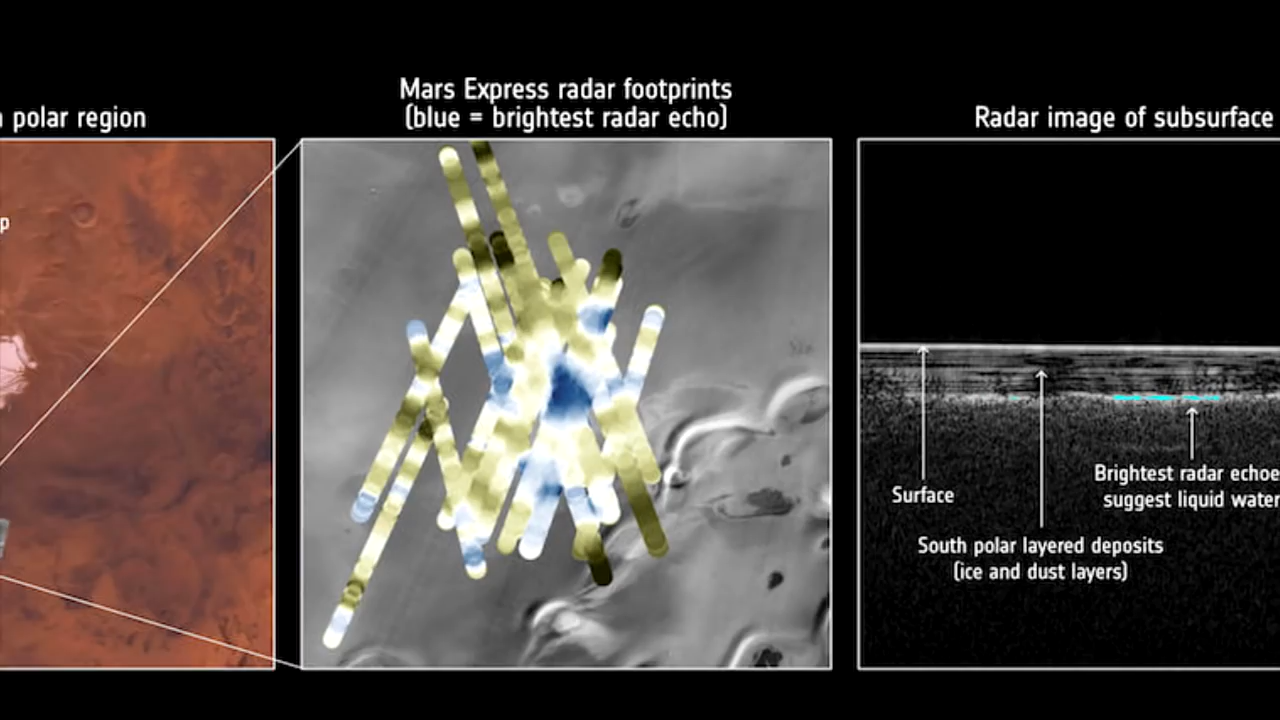 polar region
p
Mars Express radar footprints
(blue = brightest radar echo)
Radar image of subsurface
Surface
South polar layered deposits
(ice and dust layers)
Brightest radar echoe
suggest liquid water